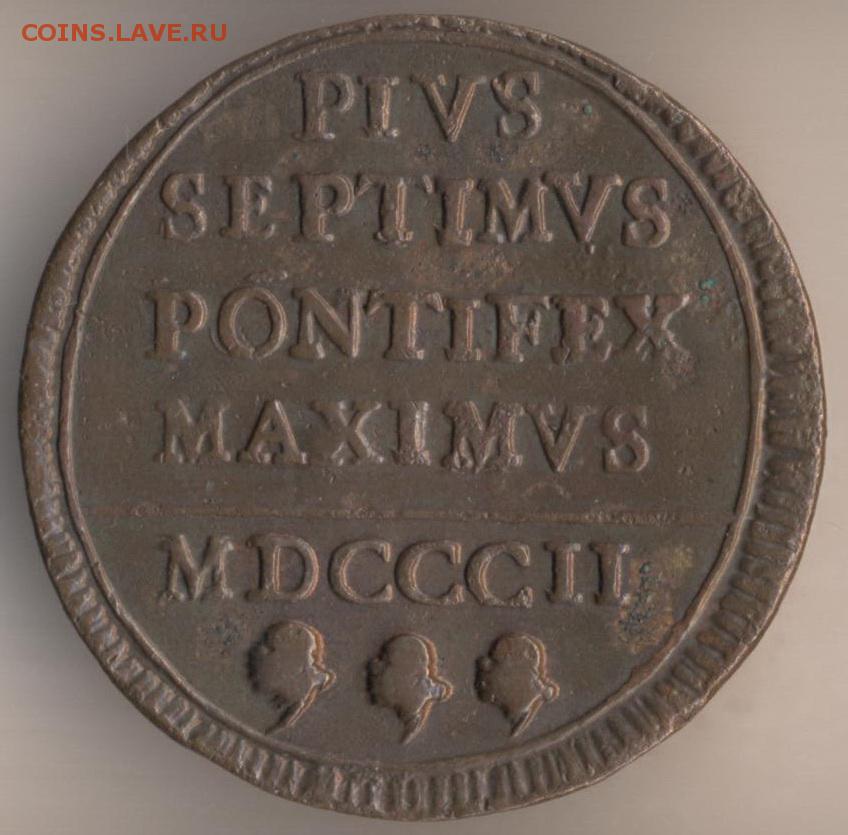 COINS.LAVE.RU
PIVS
SEPTIMVS
PONTIFEX
MAXIMVS
MDCCCII